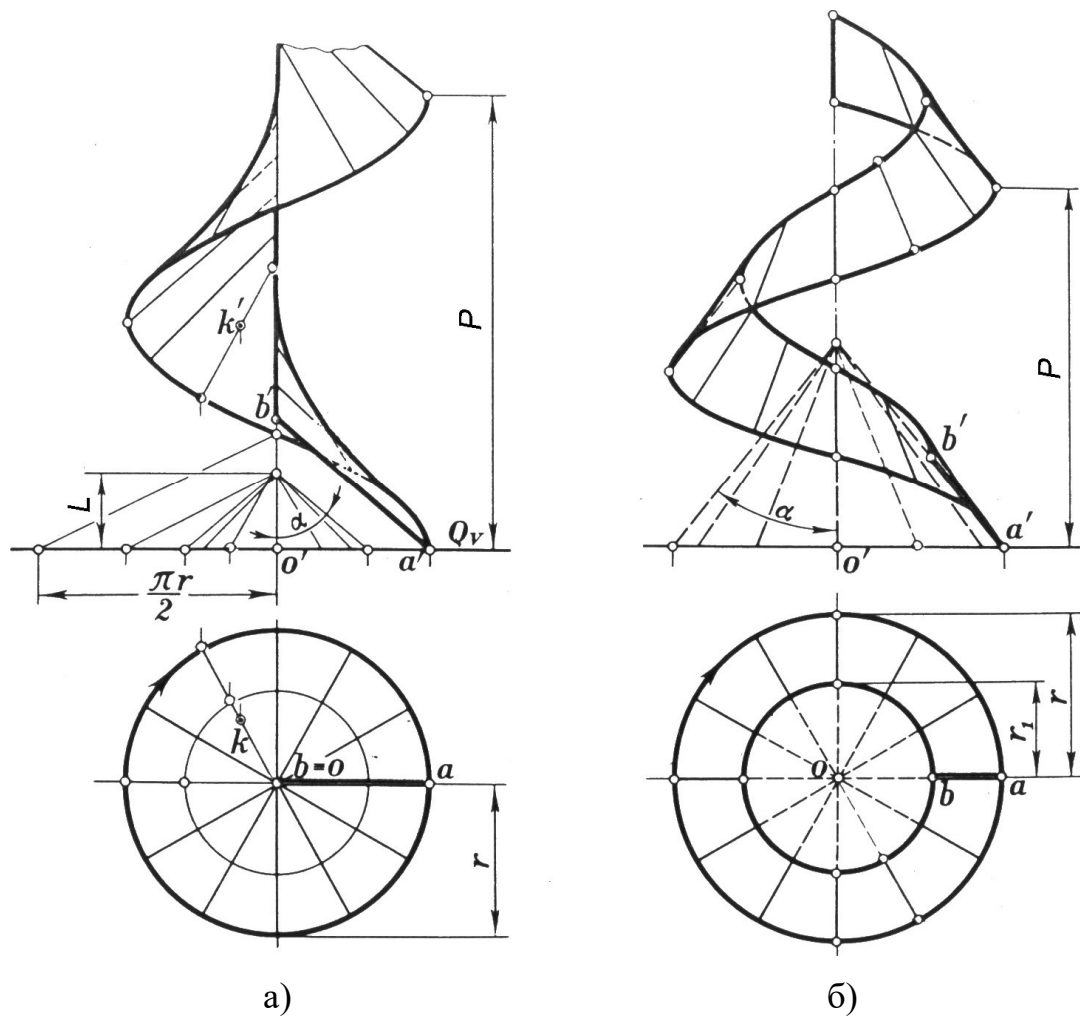 P
k'
b'
L
α
Q_V
o'
a'
πr/2
k
b≡o
a
r
а)
P
b'
α
a'
o'
r
r₁
o
b
a
б)